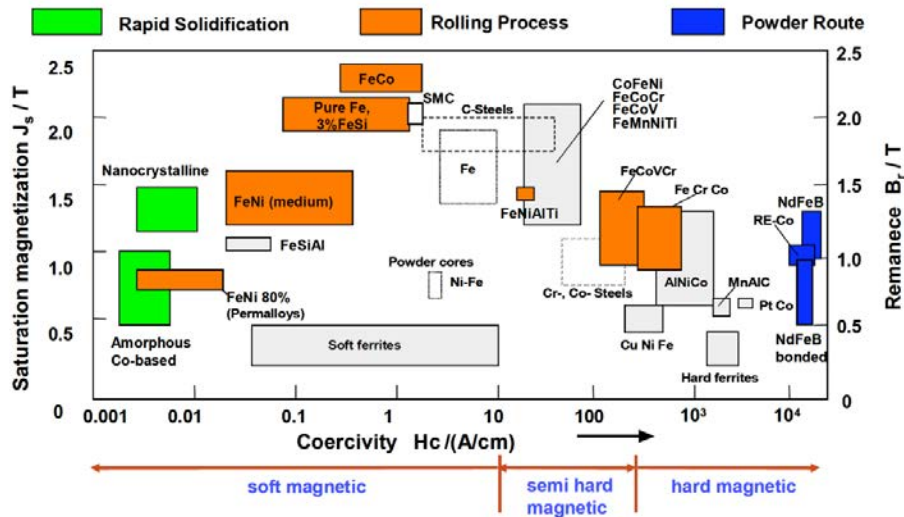 Rapid Solidification
Rolling Process
Powder Route
Saturation magnetization Js / T
2.5
2.0
1.5
1.0
0.5
0
FeCo
Pure Fe,
3%FeSi
SMC
C-Steels
CoFeNi
FeCoCr
FeCoV
FeMnNiTi
Nanocrystalline
FeNi (medium)
Fe
FeNiAlTi
FeCoVCr
Fe Cr Co
NdFeB
RE-Co
FeSiAl
Powder cores
Ni-Fe
Cr-, Co- Steels
AlNiCo
MnAlC
Pt Co
FeNi 80%
(Permalloys)
Amorphous
Co-based
Soft ferrites
Cu Ni Fe
Hard ferrites
NdFeB
bonded
2.5
2.0
1.5
1.0
0.5
0
Remanece Br / T
0.001 0.01 0.1 1 10 100 10³ 10⁴
Coercivity Hc /(A/cm)
soft magnetic
semi hard
magnetic
hard magnetic